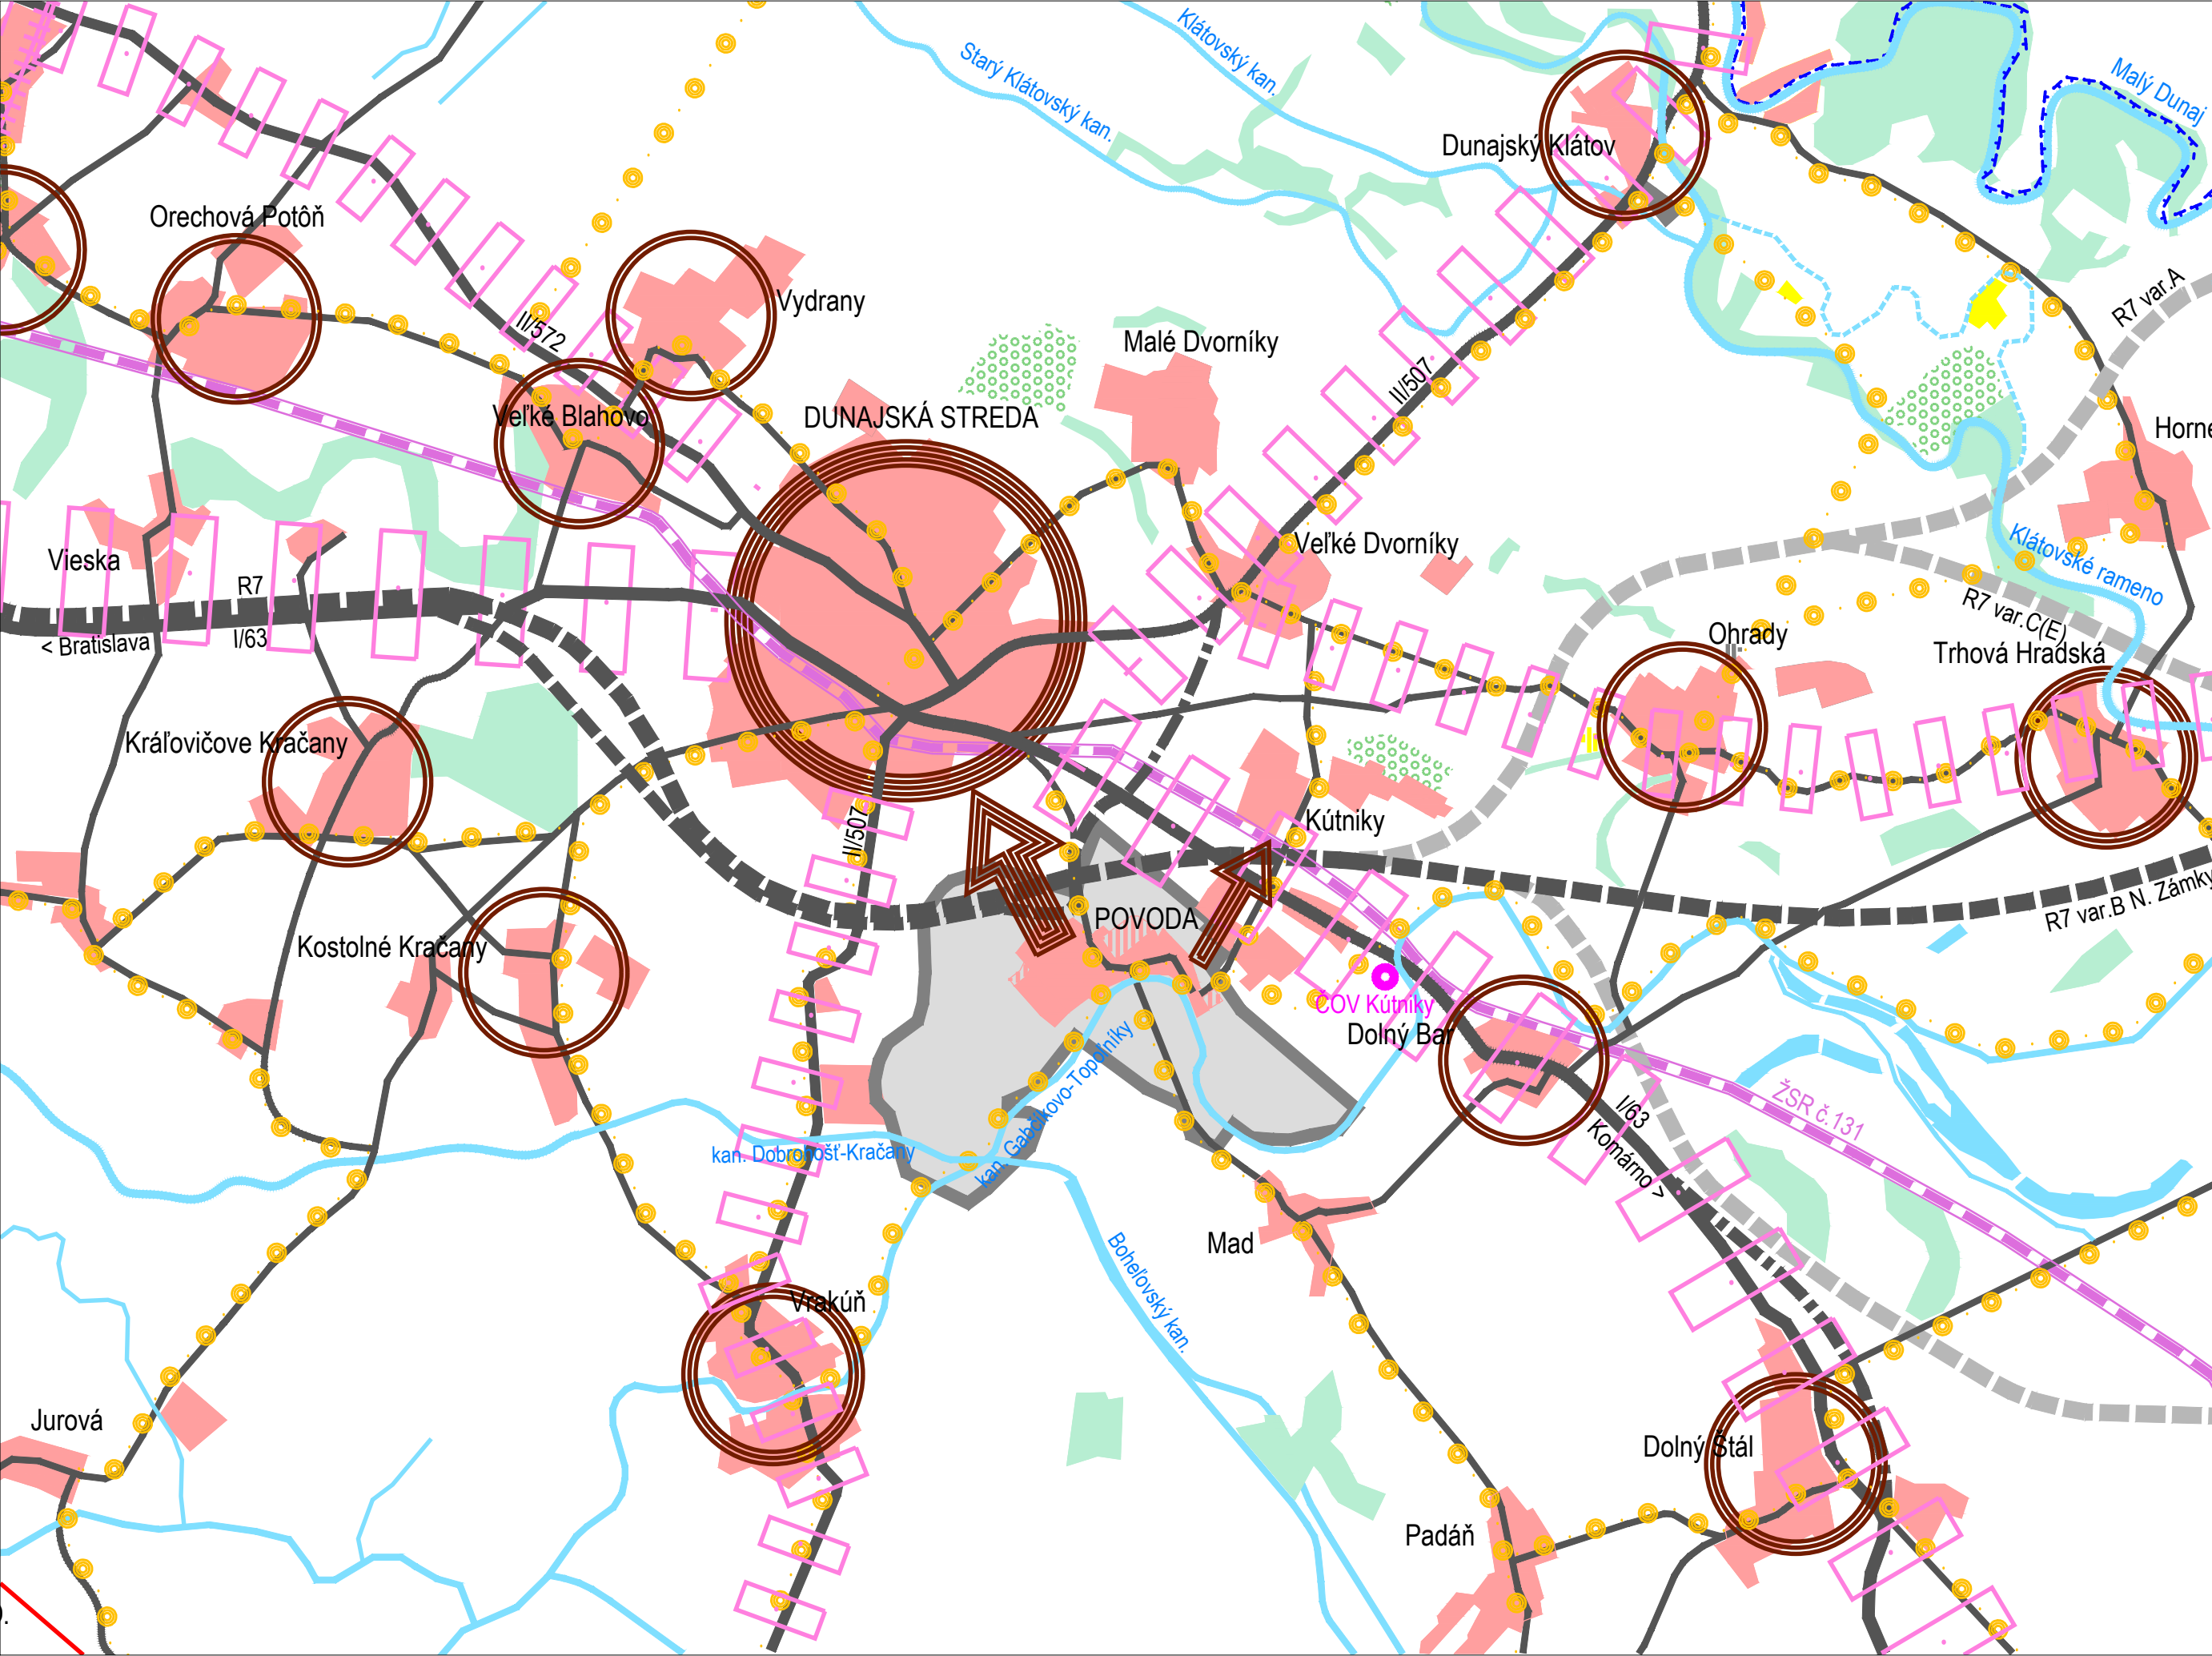 Klátovský kan.
Starý Klátovský kan.
Malý Dunaj
Dunajský Klátov
Orechová Potôň
R7 var.A
Vydrany
II/572
Malé Dvorníky
II/507
Veľké Blahovo
DUNAJSKÁ STREDA
Veľké Dvorníky
Vieska
R7
I/63
< Bratislava
Klátovské rameno
R7 var.C(E)
Ohrady
Trhová Hradská
Kráľovičove Kračany
II/507
Kútniky
R7 var.B N. Zámky
POVODA
Kostolné Kračany
ČOV Kútniky
Dolný Bar
kan. Gabčíkovo-Topoľníky
ŽSR č.131
I/63
Komárno >
kan. Dobrohošť-Kračany
Mad
Boheľovský kan.
Vrakúň
Jurová
Dolný Štál
Padáň